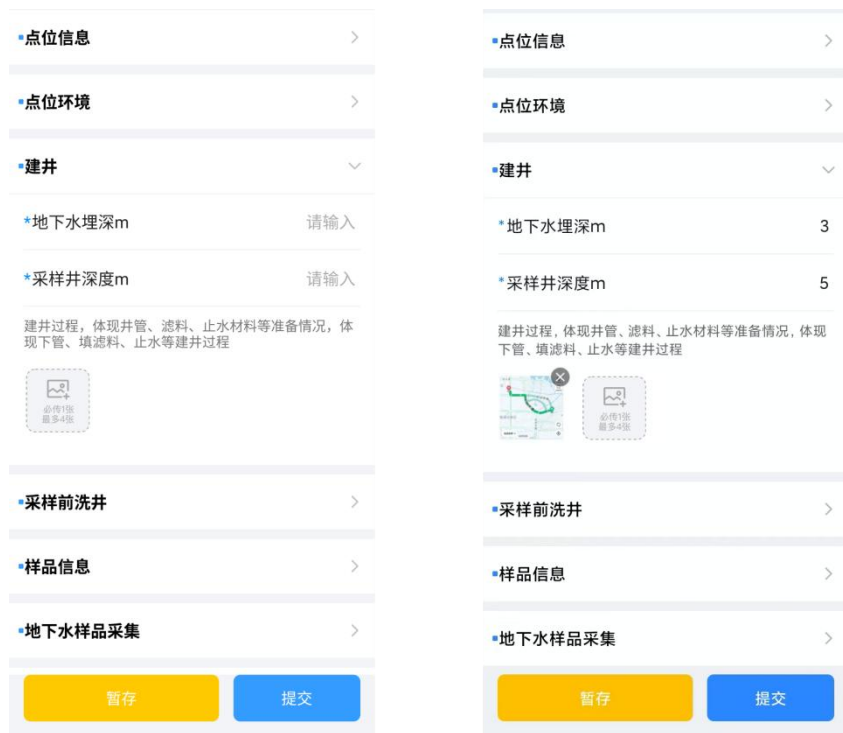 点位信息
点位环境
建井
*地下水埋深m 请输入
*采样井深度m 请输入
建井过程，体现井管、滤料、止水材料等准备情况，体
现下管、填滤料、止水等建井过程
必传1张
最多4张
采样前洗井
样品信息
地下水样品采集
暂存 提交
点位信息
点位环境
建井
*地下水埋深m 3
*采样井深度m 5
建井过程，体现井管、滤料、止水材料等准备情况，体现
下管、填滤料、止水等建井过程
必传1张
最多4张
采样前洗井
样品信息
地下水样品采集
暂存 提交